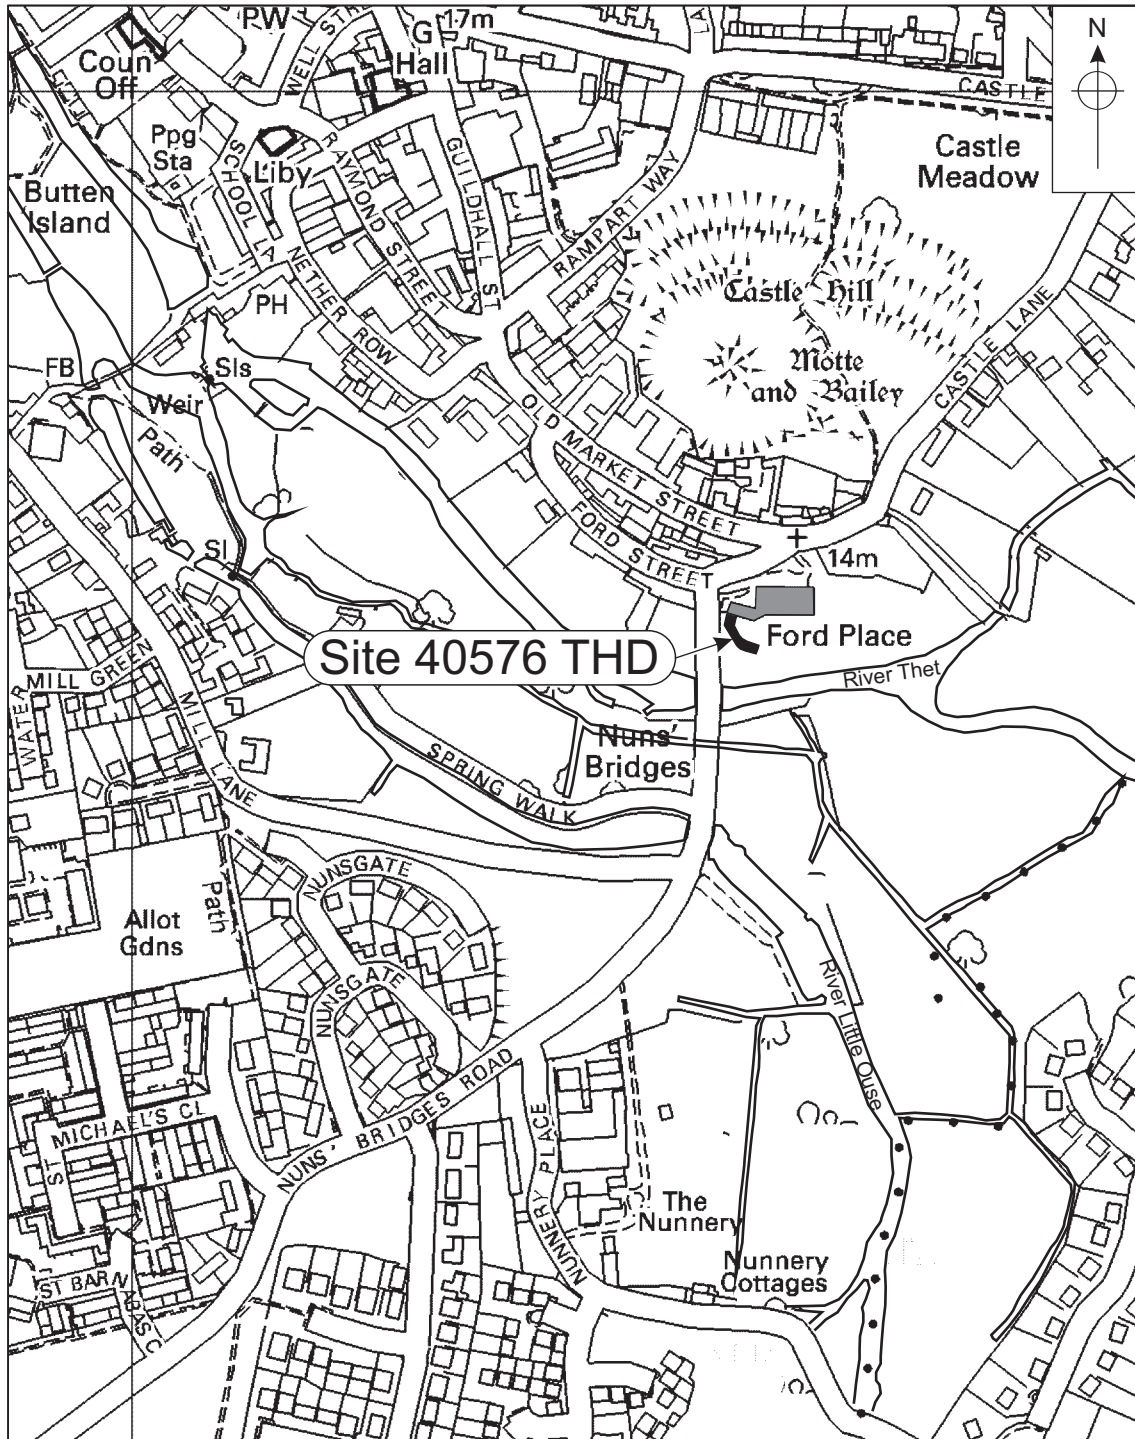 PW
WELL STR
G
Hall
17m
LA
N
Coun
Off
CASTLE
Ppg
Sta
SCHOOL LA
Liby
RAYMOND STREET
GUILDHALL ST
RAMPART WAY
Castle
Meadow
Butten
Island
NETHER ROW
PH
Castle Hill
Motte
and Bailey
CASTLE LANE
FB
Sls
Weir
Path
OLD MARKET STREET
FORD STREET
14m
Sl
Site 40576 THD
Ford Place
River Thet
MILL GREEN
WATER
MILL LANE
Nuns'
Bridges
SPRING WALK
NUNSGATE
Path
Allot
Gdns
NUNSGATE
River Little Ouse
ST MICHAEL'S CL
NUNS' BRIDGES ROAD
NUNNERY PLACE
The
Nunnery
Nunnery
Cottages
ST BARNABAS C